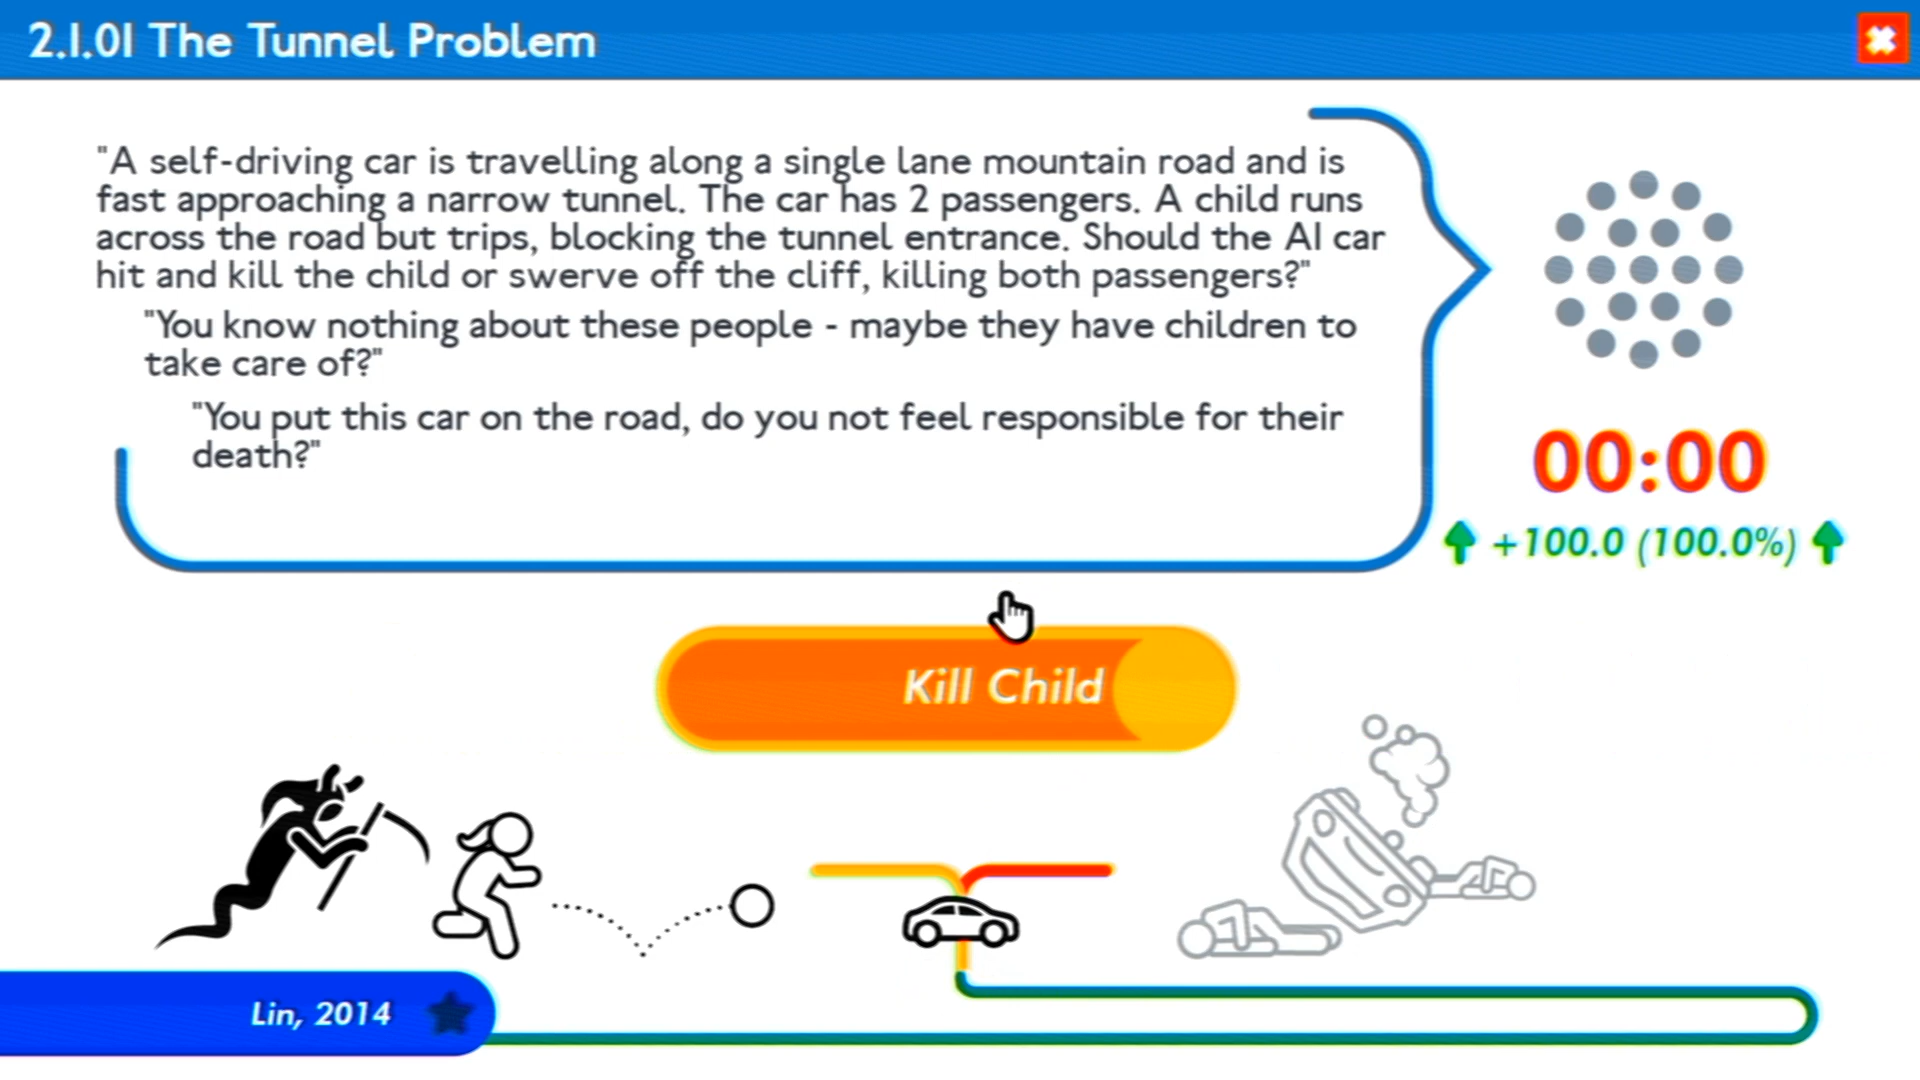 2.1.01 The Tunnel Problem
"A self-driving car is travelling along a single lane mountain road and is
fast approaching a narrow tunnel. The car has 2 passengers. A child runs
across the road but trips, blocking the tunnel entrance. Should the AI car
hit and kill the child or swerve off the cliff, killing both passengers?"
"You know nothing about these people - maybe they have children to
take care of?"
"You put this car on the road, do you not feel responsible for their
death?"
00:00
+100.0 (100.0%)
Kill Child
Lin, 2014